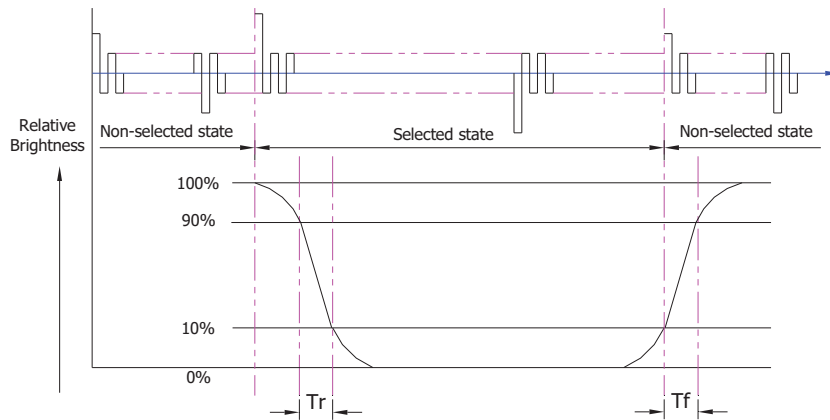 Non-selected state
Selected state
Non-selected state
Relative
Brightness
100%
90%
10%
0%
Tr
Tf